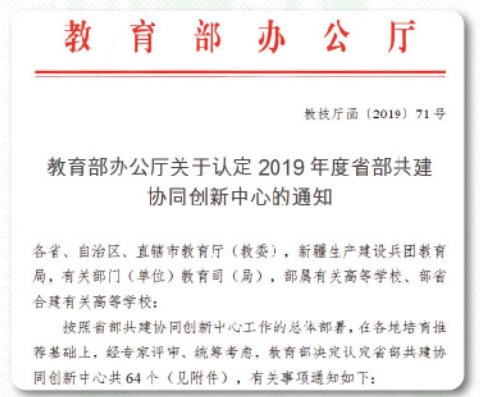 教育部办公厅
教技厅函〔2019〕71号
教育部办公厅关于认定2019年度省部共建
协同创新中心的通知
各省、自治区、直辖市教育厅（教委），新疆生产建设兵团教育
局，有关部门（单位）教育司（局），部属有关高等学校、部省
合建有关高等学校：
按照省部共建协同创新中心工作的总体部署，在各地培育推
荐基础上，经专家评审、统筹考虑，教育部决定认定省部共建协
同创新中心共64个（见附件），有关事项通知如下：